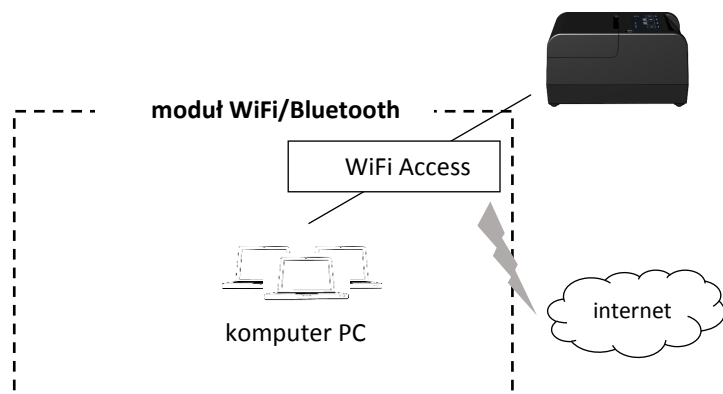 moduł WiFi/Bluetooth
WiFi Access
komputer PC
internet